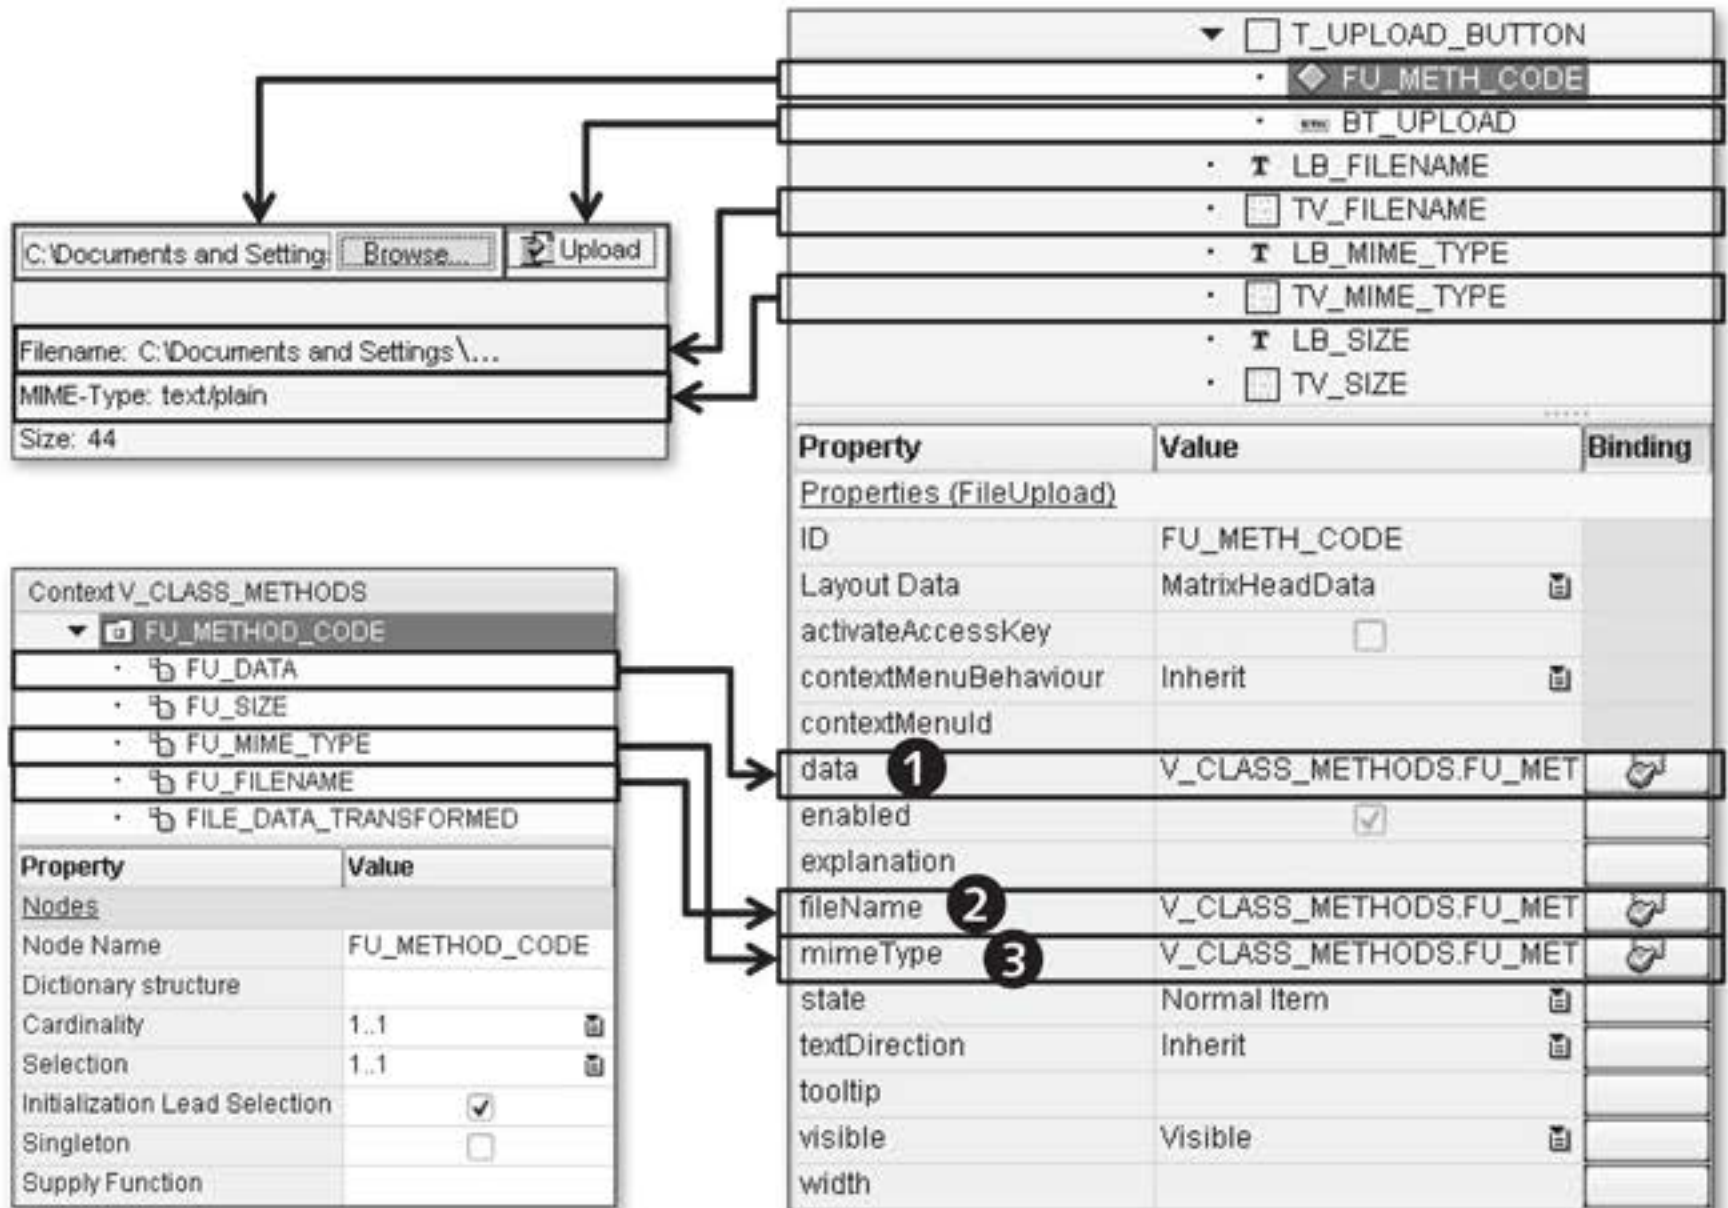 T_UPLOAD_BUTTON
FU_METH_CODE
BT_UPLOAD
LB_FILENAME
TV_FILENAME
LB_MIME_TYPE
TV_MIME_TYPE
LB_SIZE
TV_SIZE
C:\Documents and Setting Browse... Upload
Filename: C:\Documents and Settings\...
MIME-Type: text/plain
Size: 44
Context V_CLASS_METHODS
FU_METHOD_CODE
FU_DATA
FU_SIZE
FU_MIME_TYPE
FU_FILENAME
FILE_DATA_TRANSFORMED
Property Value
Nodes
Node Name FU_METHOD_CODE
Dictionary structure
Cardinality 1..1
Selection 1..1
Initialization Lead Selection
Singleton
Supply Function
Property Value Binding
Properties (FileUpload)
ID FU_METH_CODE
Layout Data MatrixHeadData
activateAccessKey
contextMenuBehaviour Inherit
contextMenuId
data 1 V_CLASS_METHODS.FU_MET
enabled
explanation
fileName 2 V_CLASS_METHODS.FU_MET
mimeType 3 V_CLASS_METHODS.FU_MET
state Normal Item
textDirection Inherit
tooltip
visible Visible
width